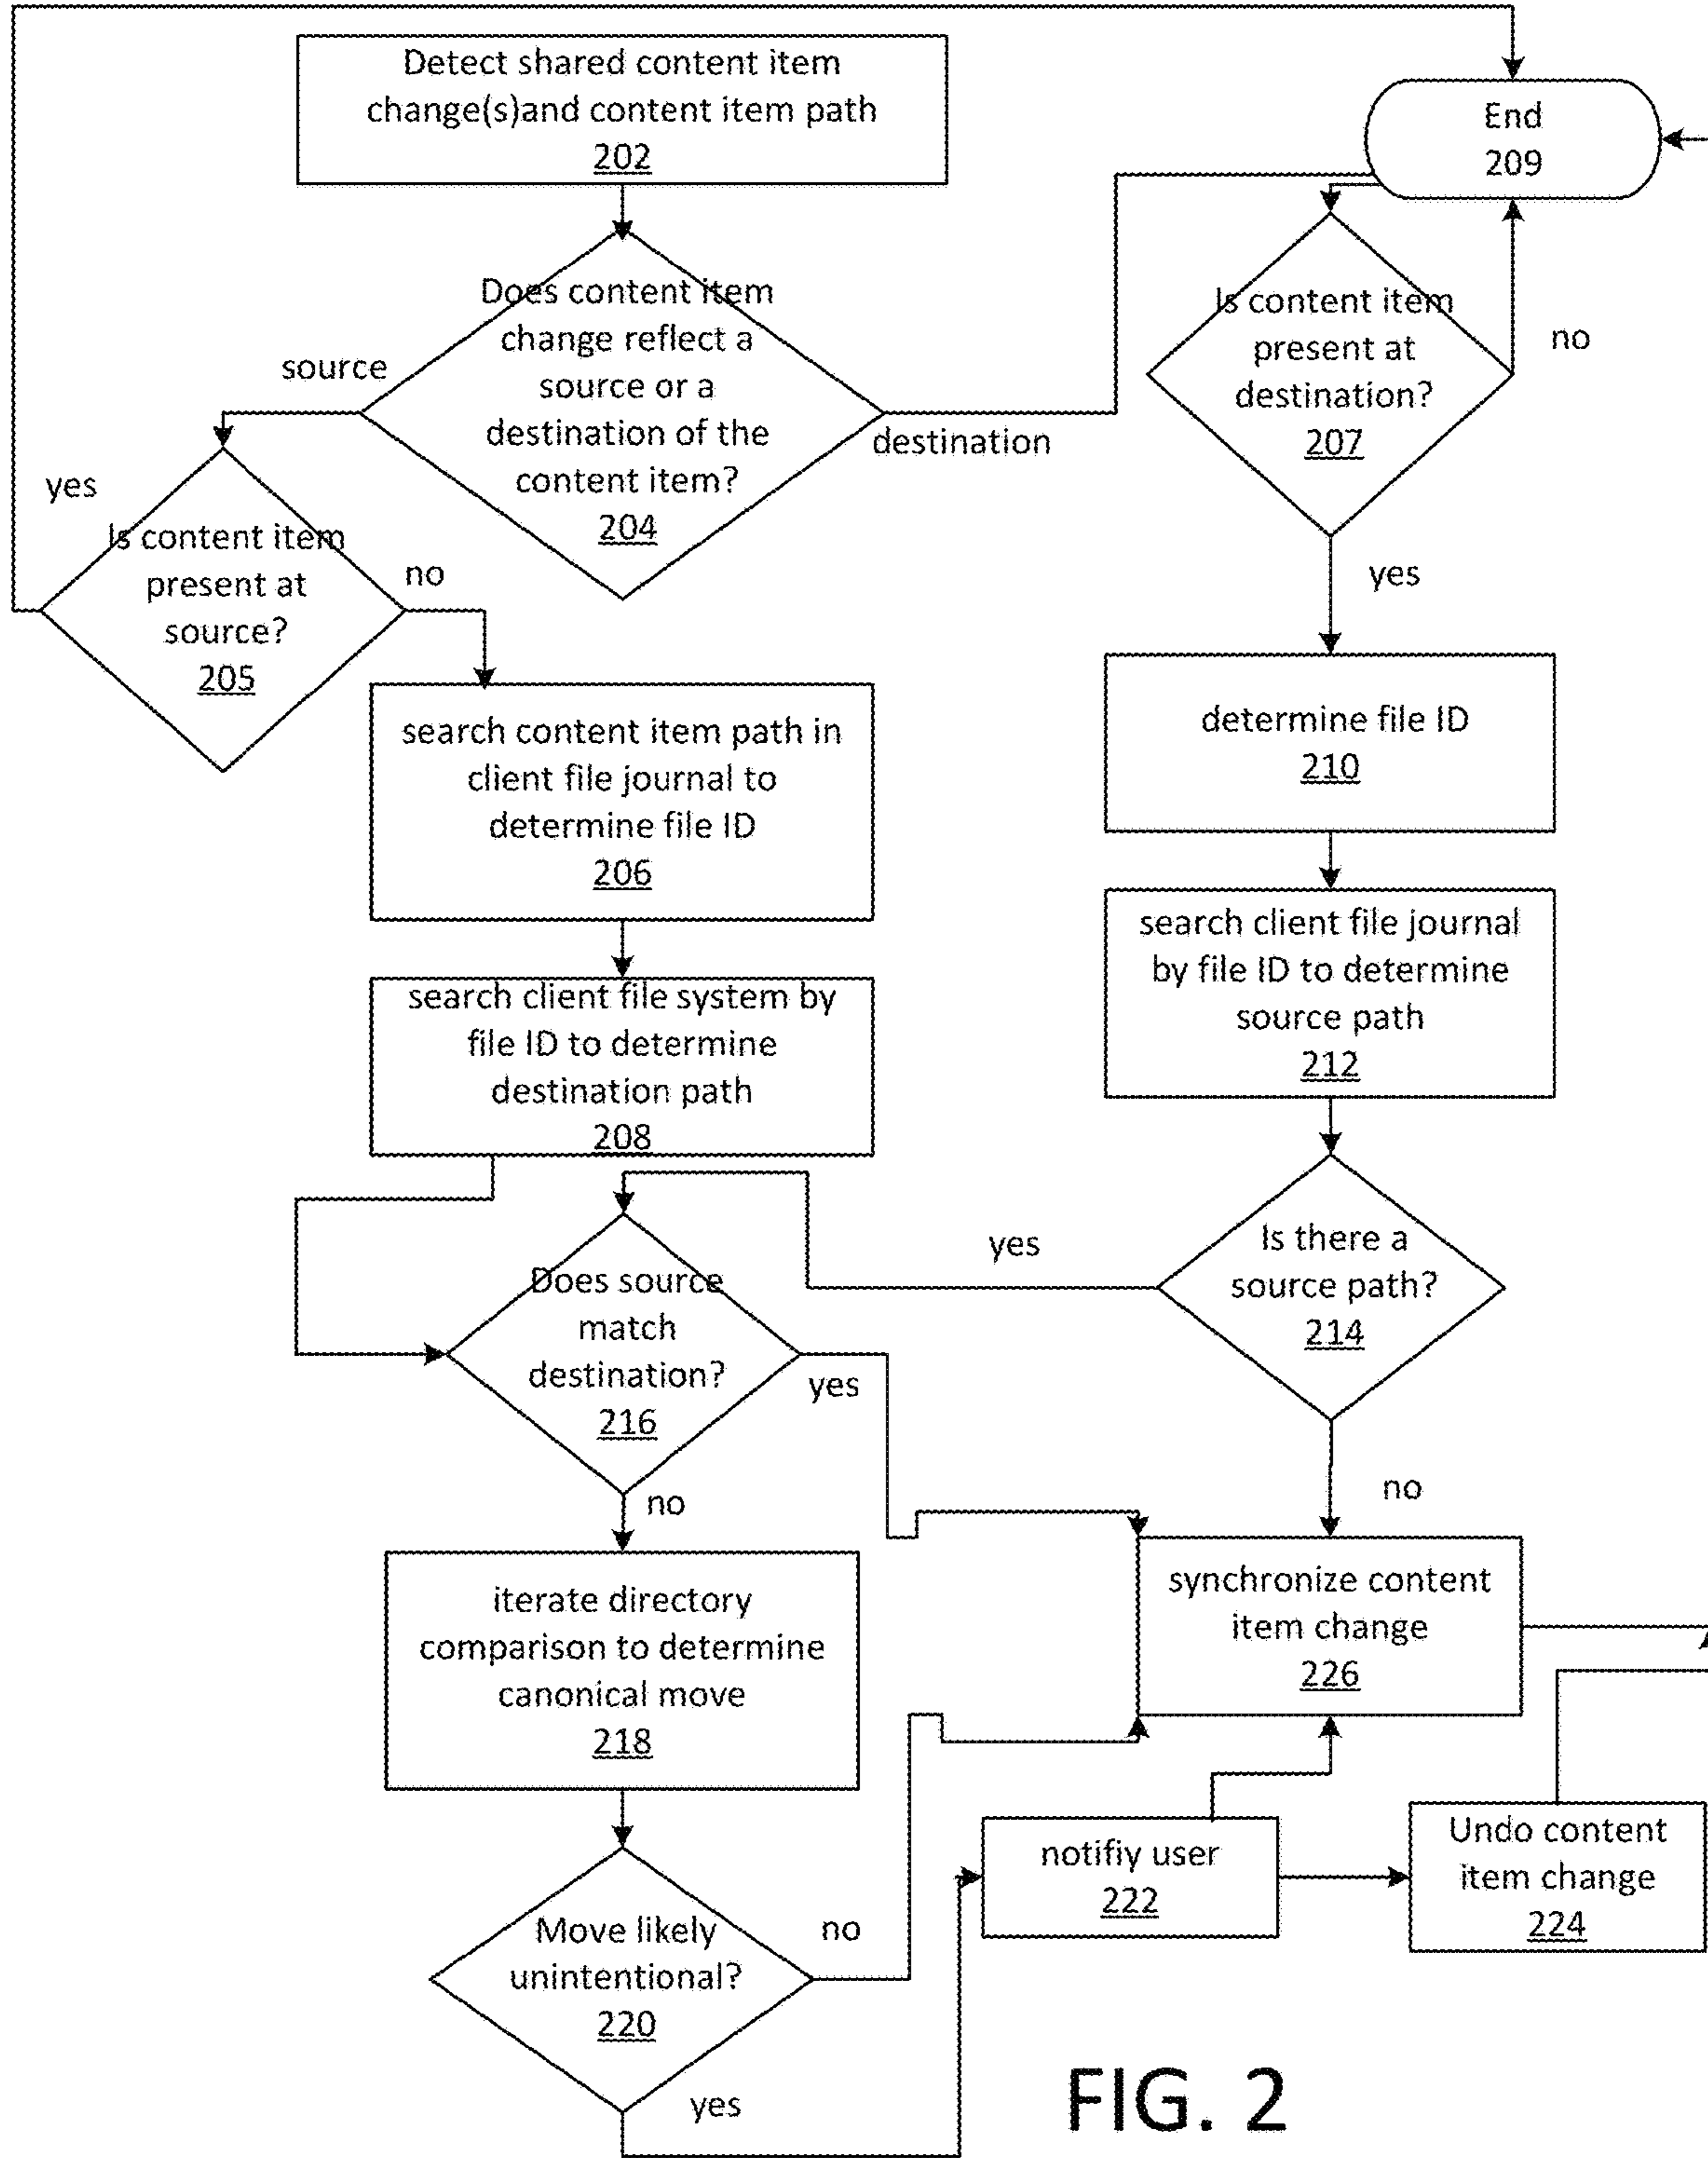 Detect shared content item
change(s)and content item path
202
End
209
Does content item
change reflect a
source or a
destination of the
content item?
204
source
destination
Is content item
present at
destination?
207
no
yes
yes
Is content item
present at
source?
205
no
search content item path in
client file journal to
determine file ID
206
determine file ID
210
search client file journal
by file ID to determine
source path
212
search client file system by
file ID to determine
destination path
208
Is there a
source path?
214
yes
no
Does source
match
destination?
216
yes
no
iterate directory
comparison to determine
canonical move
218
synchronize content
item change
226
notifiy user
222
Undo content
item change
224
Move likely
unintentional?
220
no
yes
FIG. 2